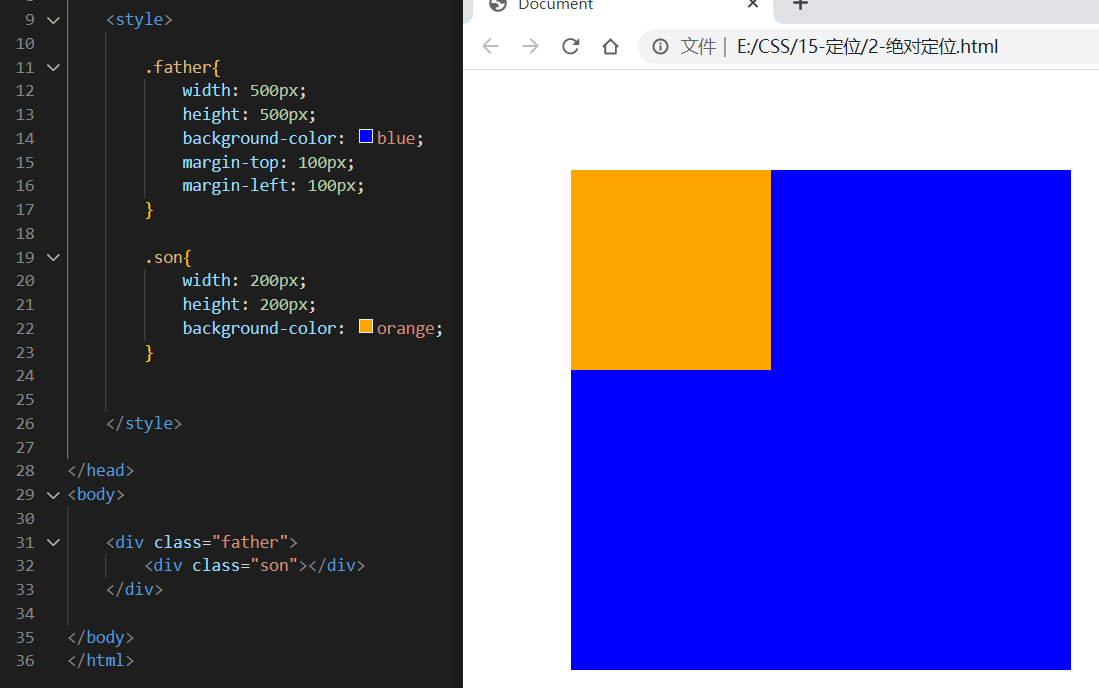 Document
文件 | E:/CSS/15-定位/2-绝对定位.html
9 <style>
10
11 .father{
12 width: 500px;
13 height: 500px;
14 background-color: blue;
15 margin-top: 100px;
16 margin-left: 100px;
17 }
18
19 .son{
20 width: 200px;
21 height: 200px;
22 background-color: orange;
23 }
24
25
26 </style>
27
28 </head>
29 <body>
30
31 <div class="father">
32 <div class="son"></div>
33 </div>
34
35 </body>
36 </html>